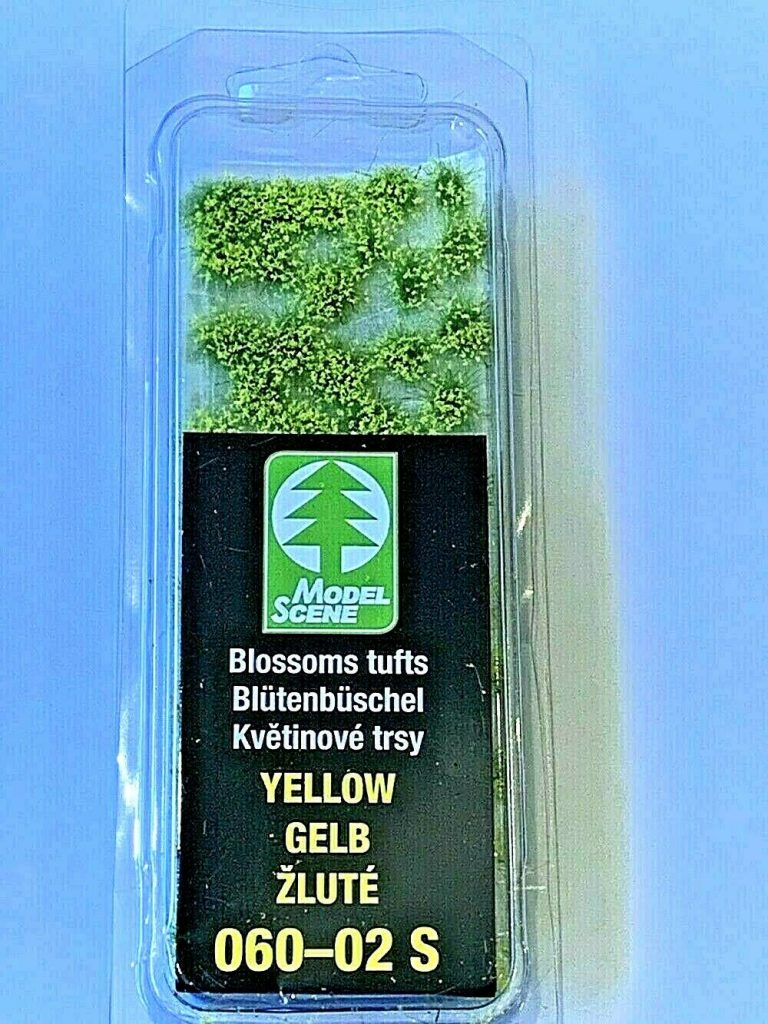 MODEL
SCENE
Blossoms tufts
Blütenbüschel
Květinové trsy
YELLOW
GELB
ŽLUTÉ
060–02 S